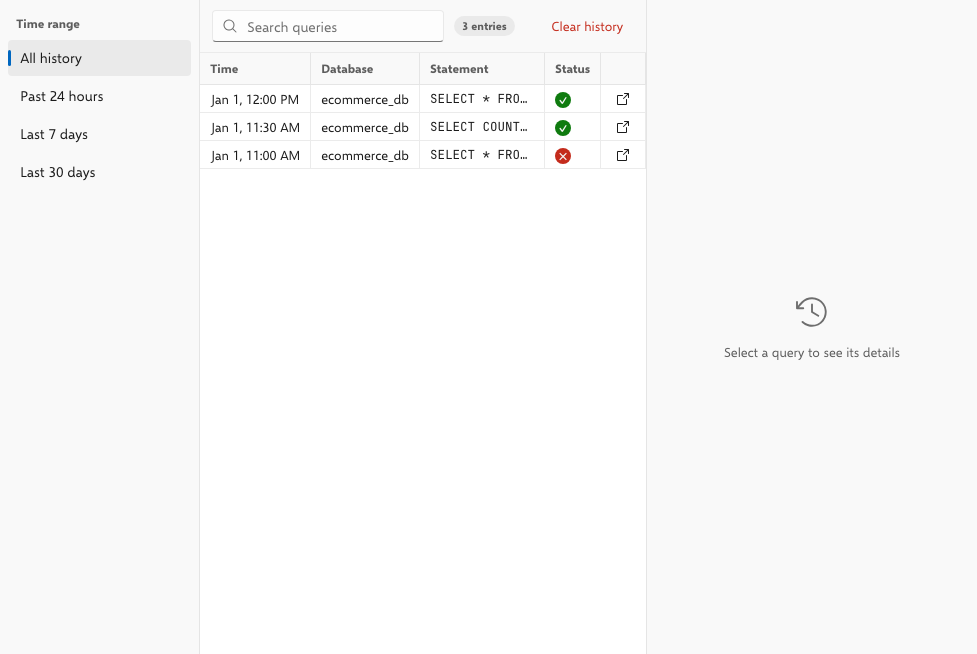 Time range
All history
Past 24 hours
Last 7 days
Last 30 days
Search queries
3 entries
Clear history
Time Database Statement Status
Jan 1, 12:00 PM ecommerce_db SELECT * FRO…
Jan 1, 11:30 AM ecommerce_db SELECT COUNT…
Jan 1, 11:00 AM ecommerce_db SELECT * FRO…
Select a query to see its details